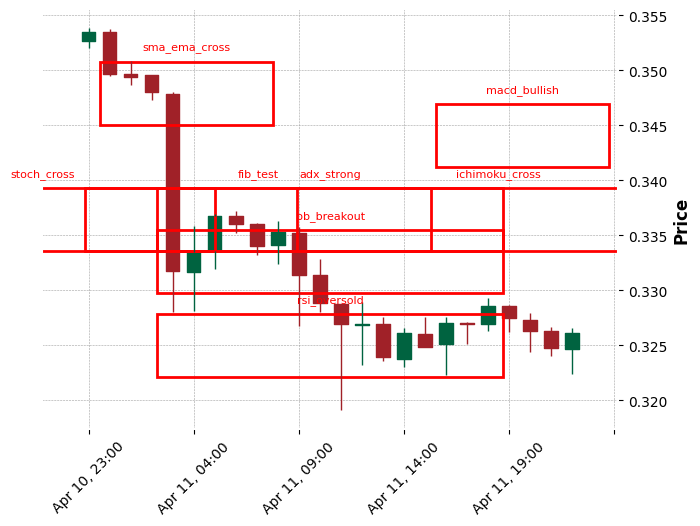 0.355
sma_ema_cross
0.350
macd_bullish
0.345
stoch_cross fib_test adx_strong ichimoku_cross
0.340
bb_breakout
0.335
Price
0.330
rsi_oversold
0.325
0.320
Apr 10, 23:00 Apr 11, 04:00 Apr 11, 09:00 Apr 11, 14:00 Apr 11, 19:00